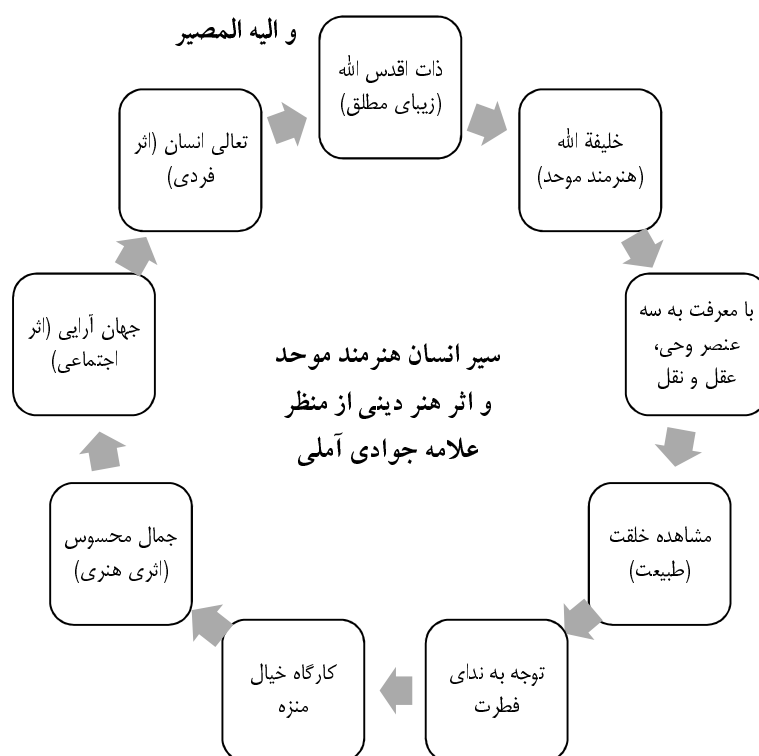 و الیه المصیر
ذات اقدس الله
(زیبای مطلق)
خلیفة الله
(هنرمند موحد)
با معرفت به سه
عنصر وحی،
عقل و نقل
مشاهده خلقت
(طبیعت)
توجه به ندای
فطرت
کارگاه خیال
منزه
جمال محسوس
(اثری هنری)
جهان آرایی (اثر
اجتماعی)
تعالی انسان (اثر
فردی)
سیر انسان هنرمند موحد
و اثر هنر دینی از منظر
علامه جوادی آملی